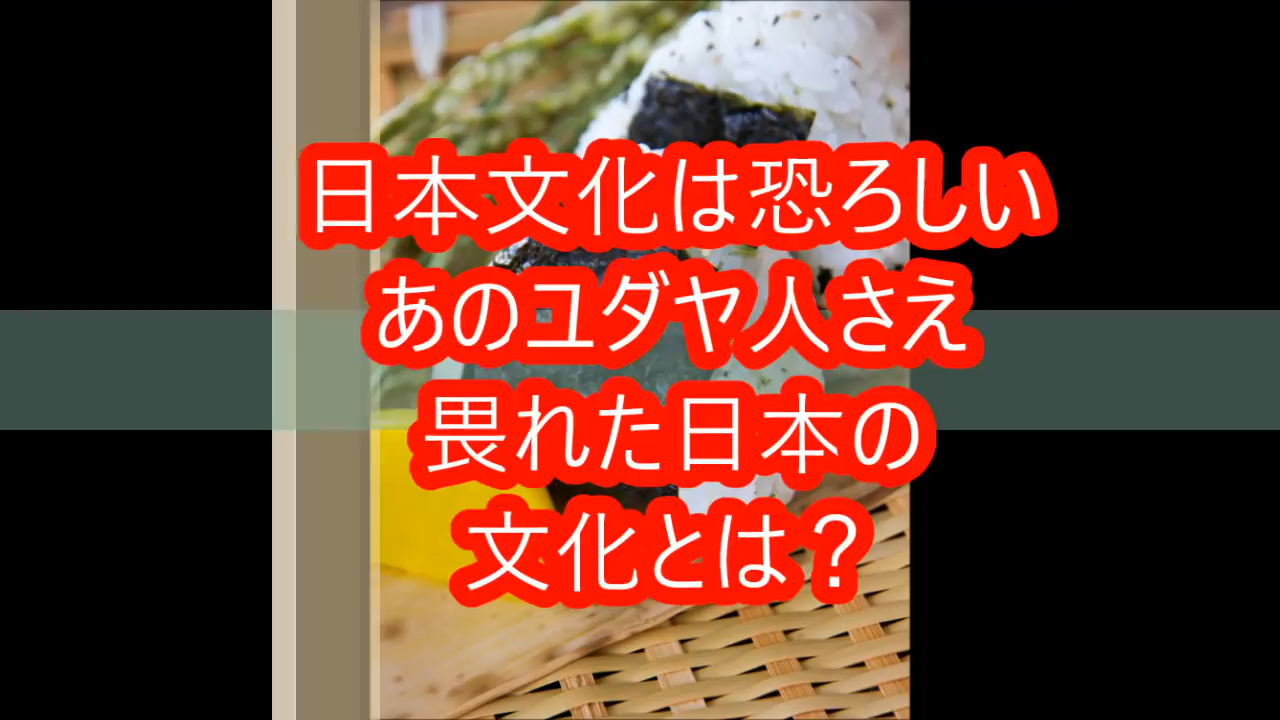 日本文化は恐ろしい
あのユダヤ人さえ
畏れた日本の
文化とは？